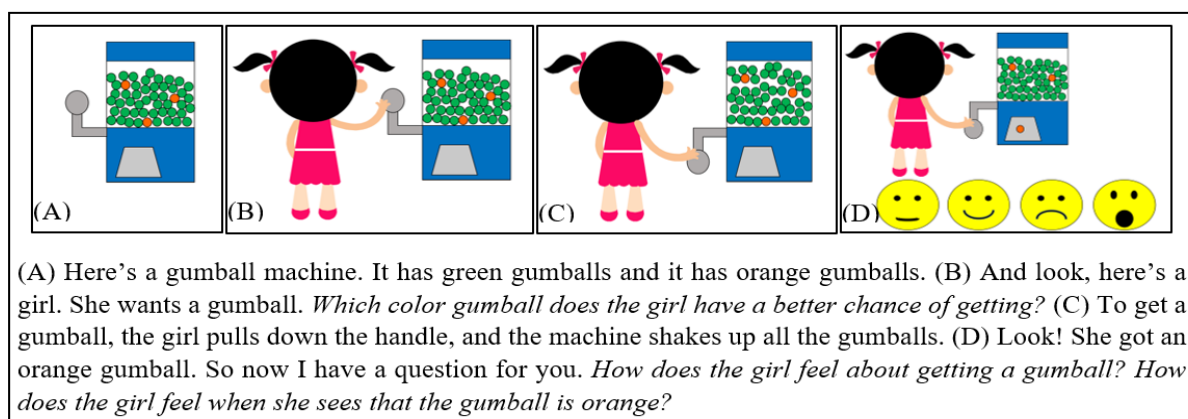 (A)
(B)
(C)
(D)
(A) Here's a gumball machine. It has green gumballs and it has orange gumballs. (B) And look, here's a
girl. She wants a gumball. Which color gumball does the girl have a better chance of getting? (C) To get a
gumball, the girl pulls down the handle, and the machine shakes up all the gumballs. (D) Look! She got an
orange gumball. So now I have a question for you. How does the girl feel about getting a gumball? How
does the girl feel when she sees that the gumball is orange?